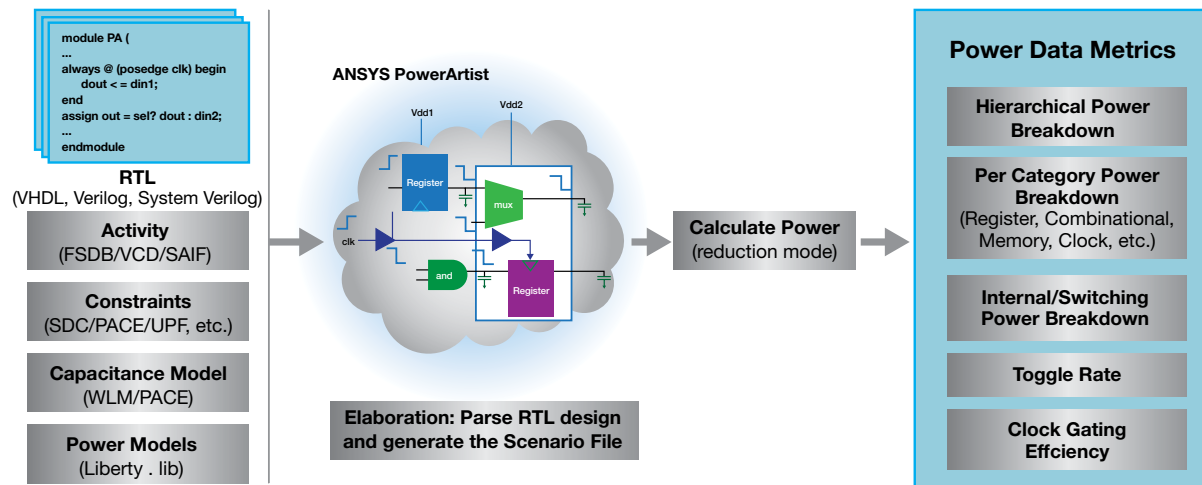 module PA (
...
always @ (posedge clk) begin
dout < = din1;
end
assign out = sel? dout : din2;
...
endmodule
RTL
(VHDL, Verilog, System Verilog)
Activity
(FSDB/VCD/SAIF)
Constraints
(SDC/PACE/UPF, etc.)
Capacitance Model
(WLM/PACE)
Power Models
(Liberty . lib)
ANSYS PowerArtist
Vdd1
Vdd2
Register
mux
clk
and
Register
Elaboration: Parse RTL design
and generate the Scenario File
Calculate Power
(reduction mode)
Power Data Metrics
Hierarchical Power
Breakdown
Per Category Power
Breakdown
(Register, Combinational,
Memory, Clock, etc.)
Internal/Switching
Power Breakdown
Toggle Rate
Clock Gating
Effciency